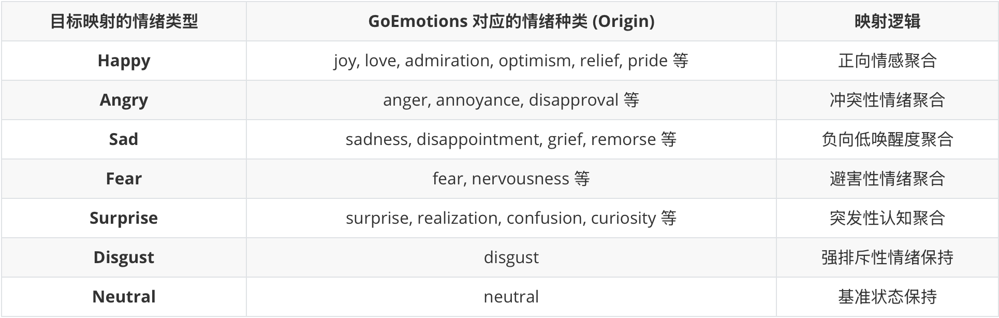 目标映射的情绪类型 GoEmotions 对应的情绪种类 (Origin) 映射逻辑
Happy joy, love, admiration, optimism, relief, pride 等 正向情感聚合
Angry anger, annoyance, disapproval 等 冲突性情绪聚合
Sad sadness, disappointment, grief, remorse 等 负向低唤醒度聚合
Fear fear, nervousness 等 避害性情绪聚合
Surprise surprise, realization, confusion, curiosity 等 突发性认知聚合
Disgust disgust 强排斥性情绪保持
Neutral neutral 基准状态保持